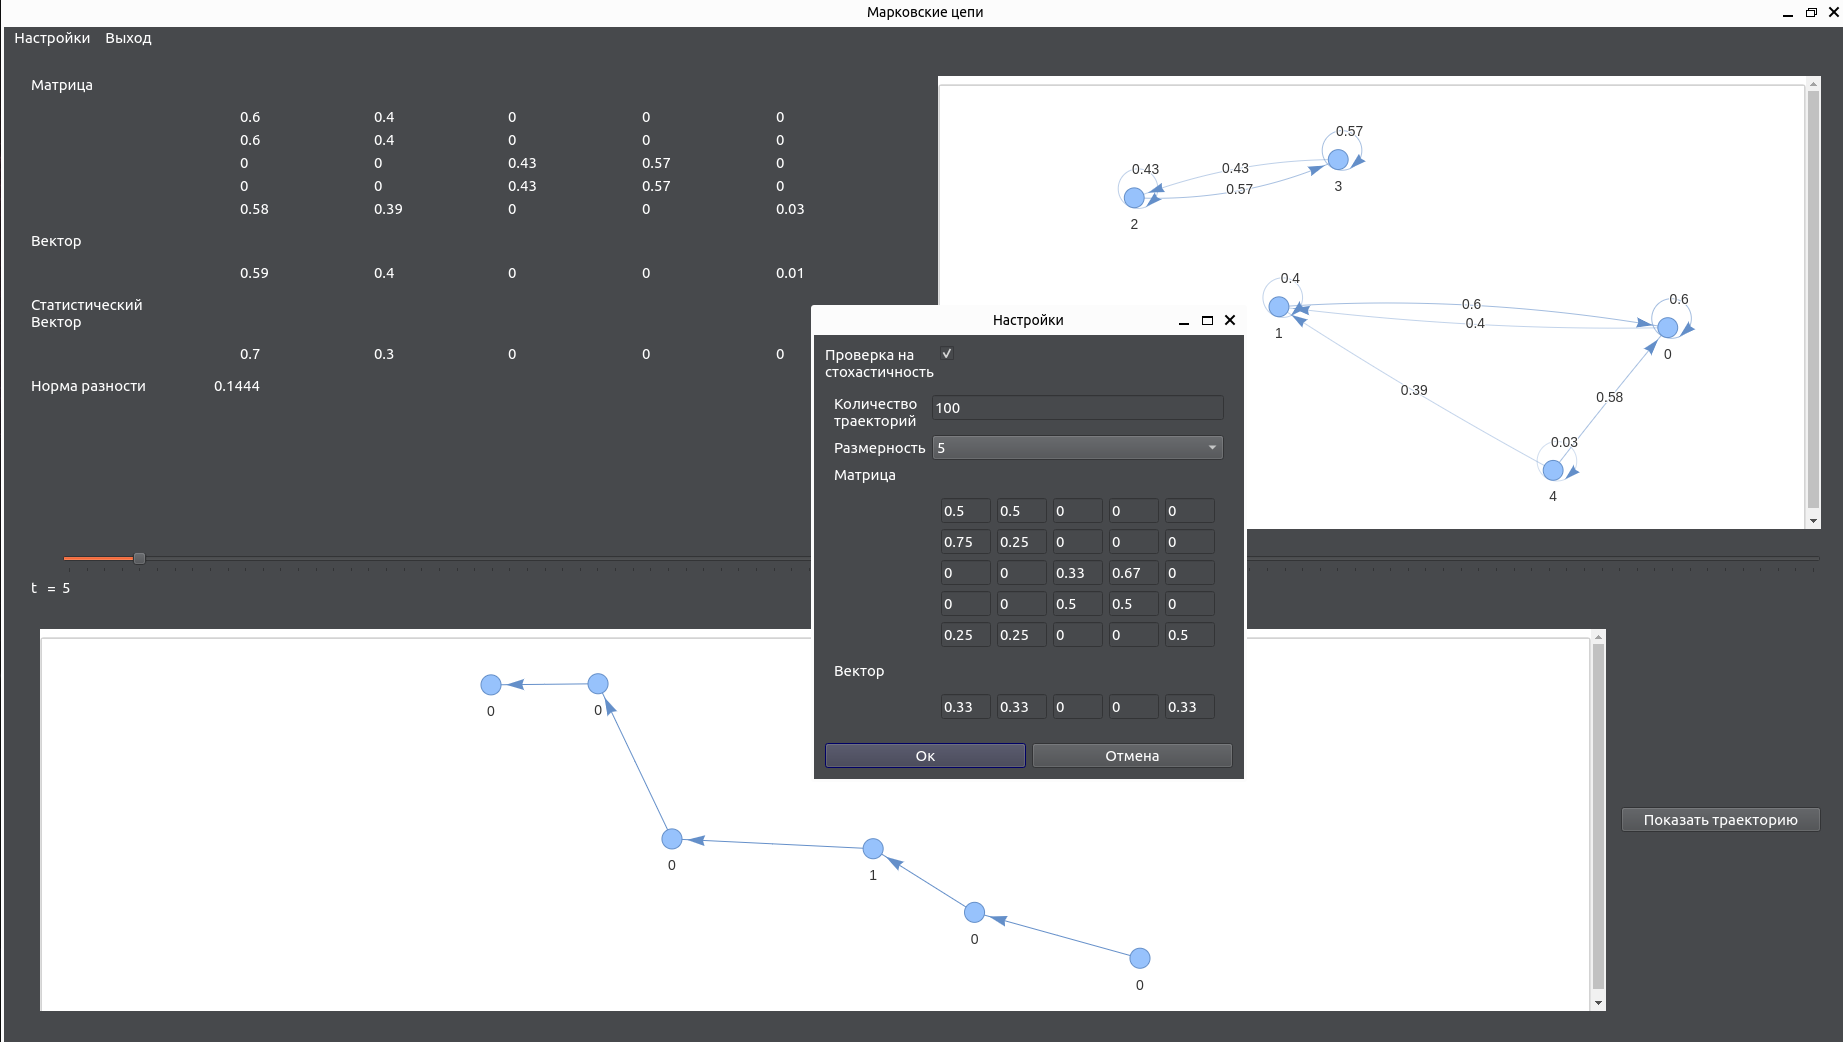 Марковские цепи
Настройки Выход
Матрица
0.6 0.4 0 0 0
0.6 0.4 0 0 0
0 0 0.43 0.57 0
0 0 0.43 0.57 0
0.58 0.39 0 0 0.03
Вектор
0.59 0.4 0 0 0.01
Статистический
Вектор
0.7 0.3 0 0 0
Норма разности 0.1444
0.57
0.43
0.43
0.57
3
2
0.4
0.6
0.6
0.4
1
0
0.39
0.58
0.03
4
t = 5
Настройки
Проверка на
стохастичность
Количество
траекторий
100
Размерность 5
Матрица
0.5 0.5 0 0 0
0.75 0.25 0 0 0
0 0 0.33 0.67 0
0 0 0.5 0.5 0
0.25 0.25 0 0 0.5
Вектор
0.33 0.33 0 0 0.33
Ок Отмена
0 0
0
1
0
0
Показать траекторию